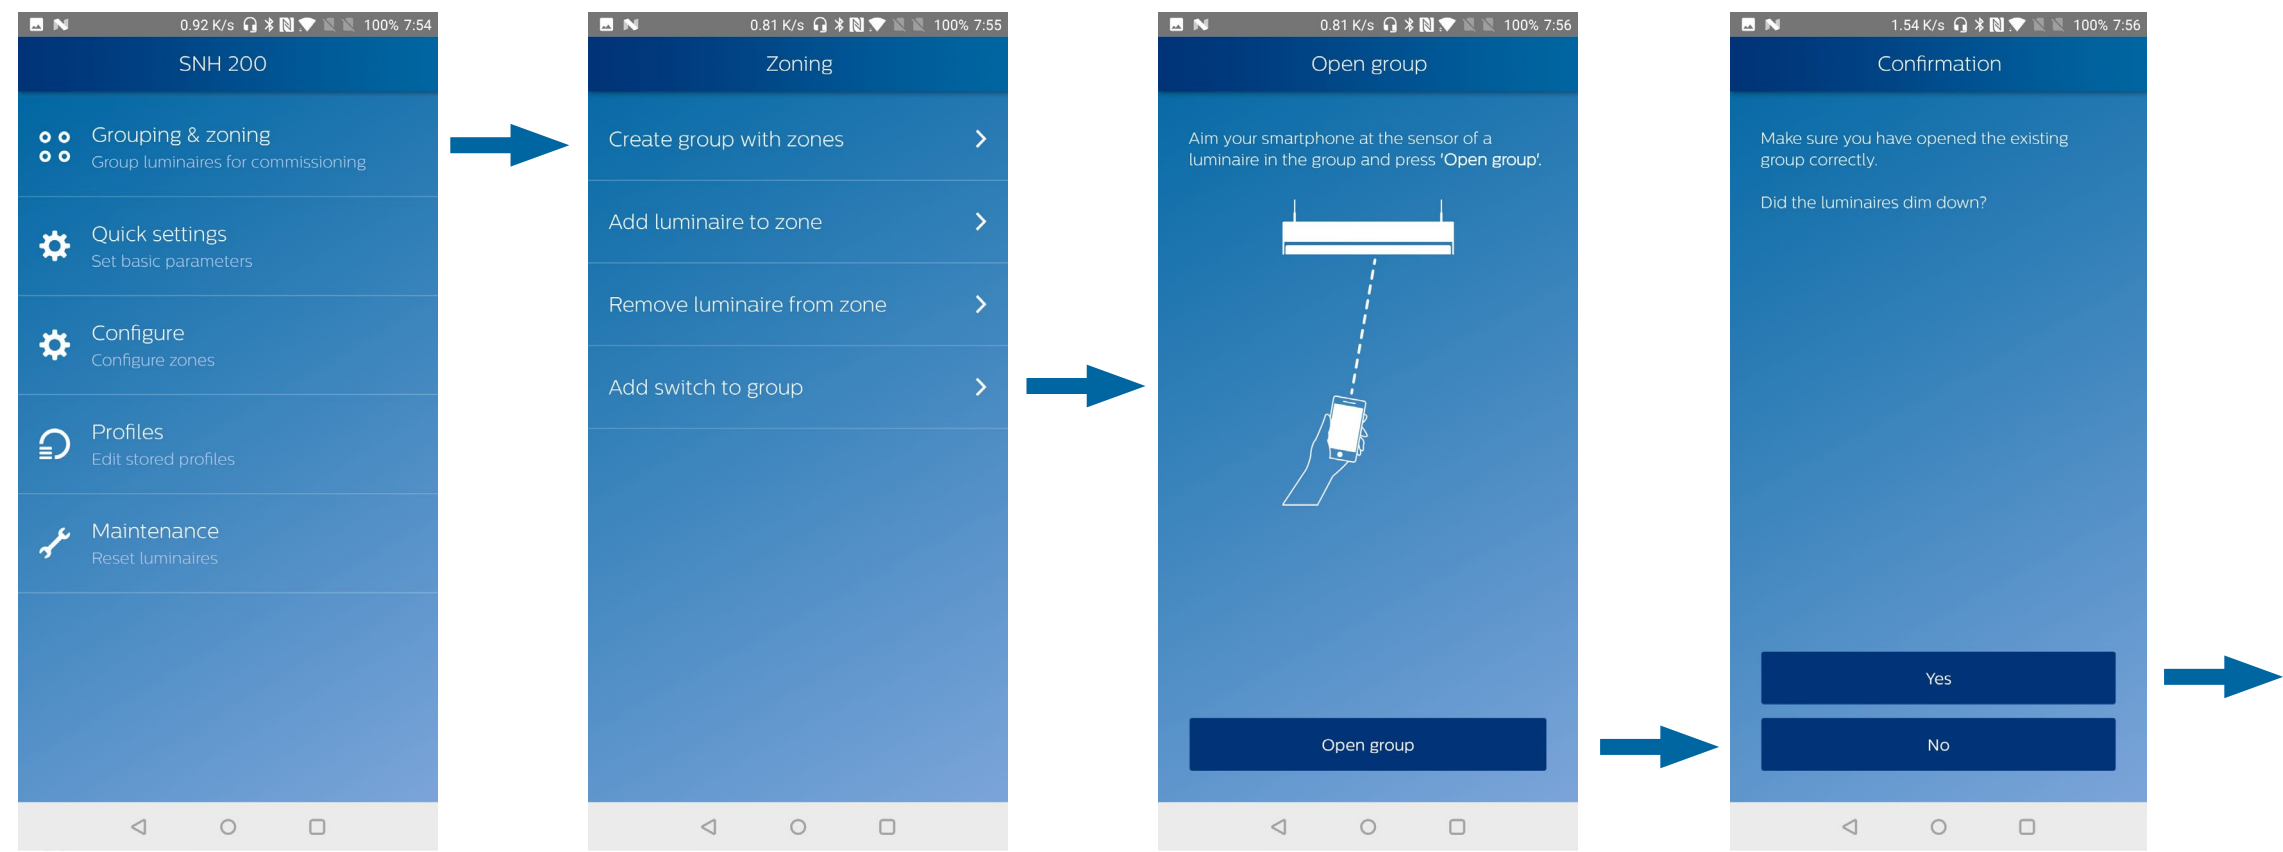 0.92 K/s 100% 7:54
SNH 200
Grouping & zoning
Group luminaires for commissioning
Quick settings
Set basic parameters
Configure
Configure zones
Profiles
Edit stored profiles
Maintenance
Reset luminaires
0.81 K/s 100% 7:55
Zoning
Create group with zones
Add luminaire to zone
Remove luminaire from zone
Add switch to group
0.81 K/s 100% 7:56
Open group
Aim your smartphone at the sensor of a
luminaire in the group and press 'Open group'.
Open group
1.54 K/s 100% 7:56
Confirmation
Make sure you have opened the existing
group correctly.
Did the luminaires dim down?
Yes
No